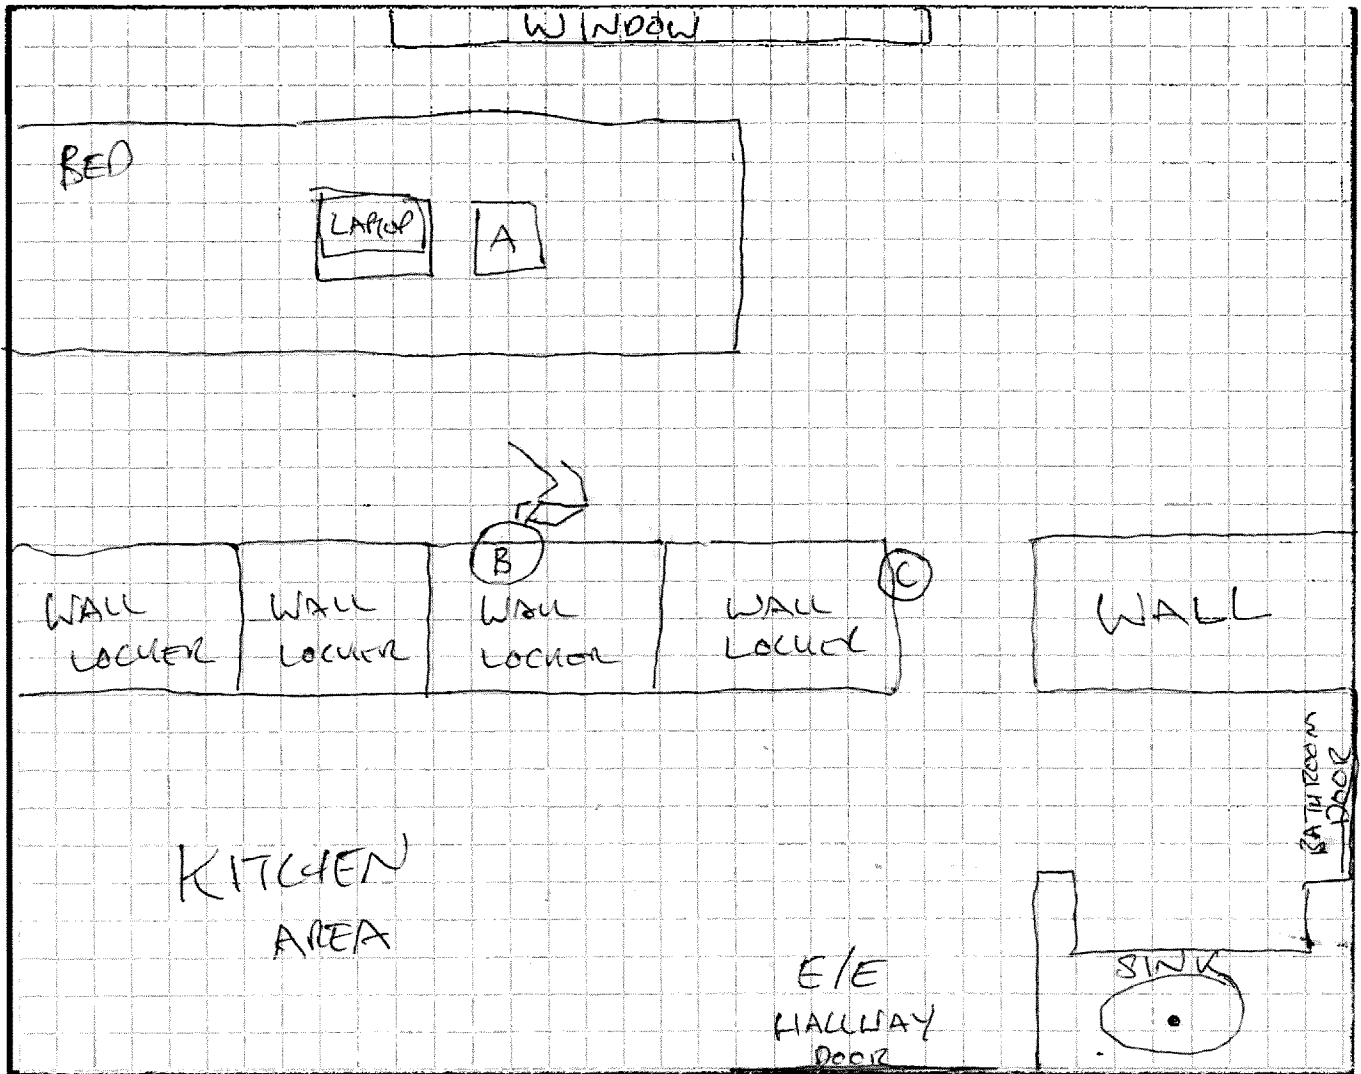 WINDOW
BED
LAPTOP
A
B
C
WALL
LOCKER
WALL
LOCKER
WALL
LOCKER
WALL
LOCKER
WALL
BATHROOM
DOOR
KITCHEN
AREA
E/E
HALLWAY
DOOR
SINK